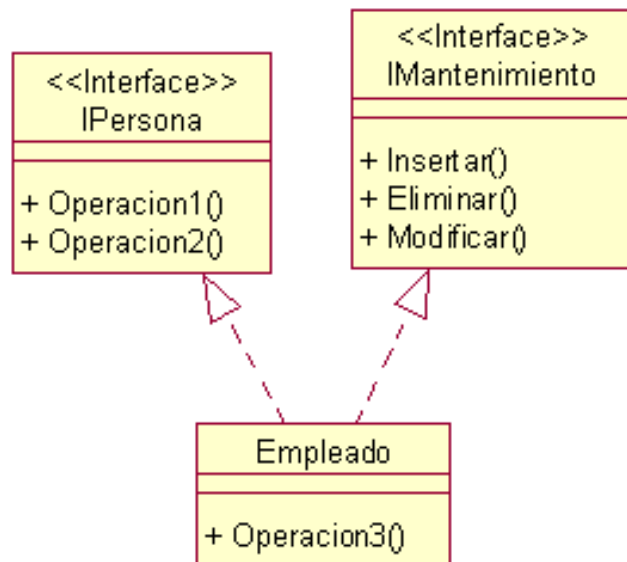 <<Interface>>
IPersona
+ Operacion1()
+ Operacion2()
<<Interface>>
IMantenimiento
+ Insertar()
+ Eliminar()
+ Modificar()
Empleado
+ Operacion3()